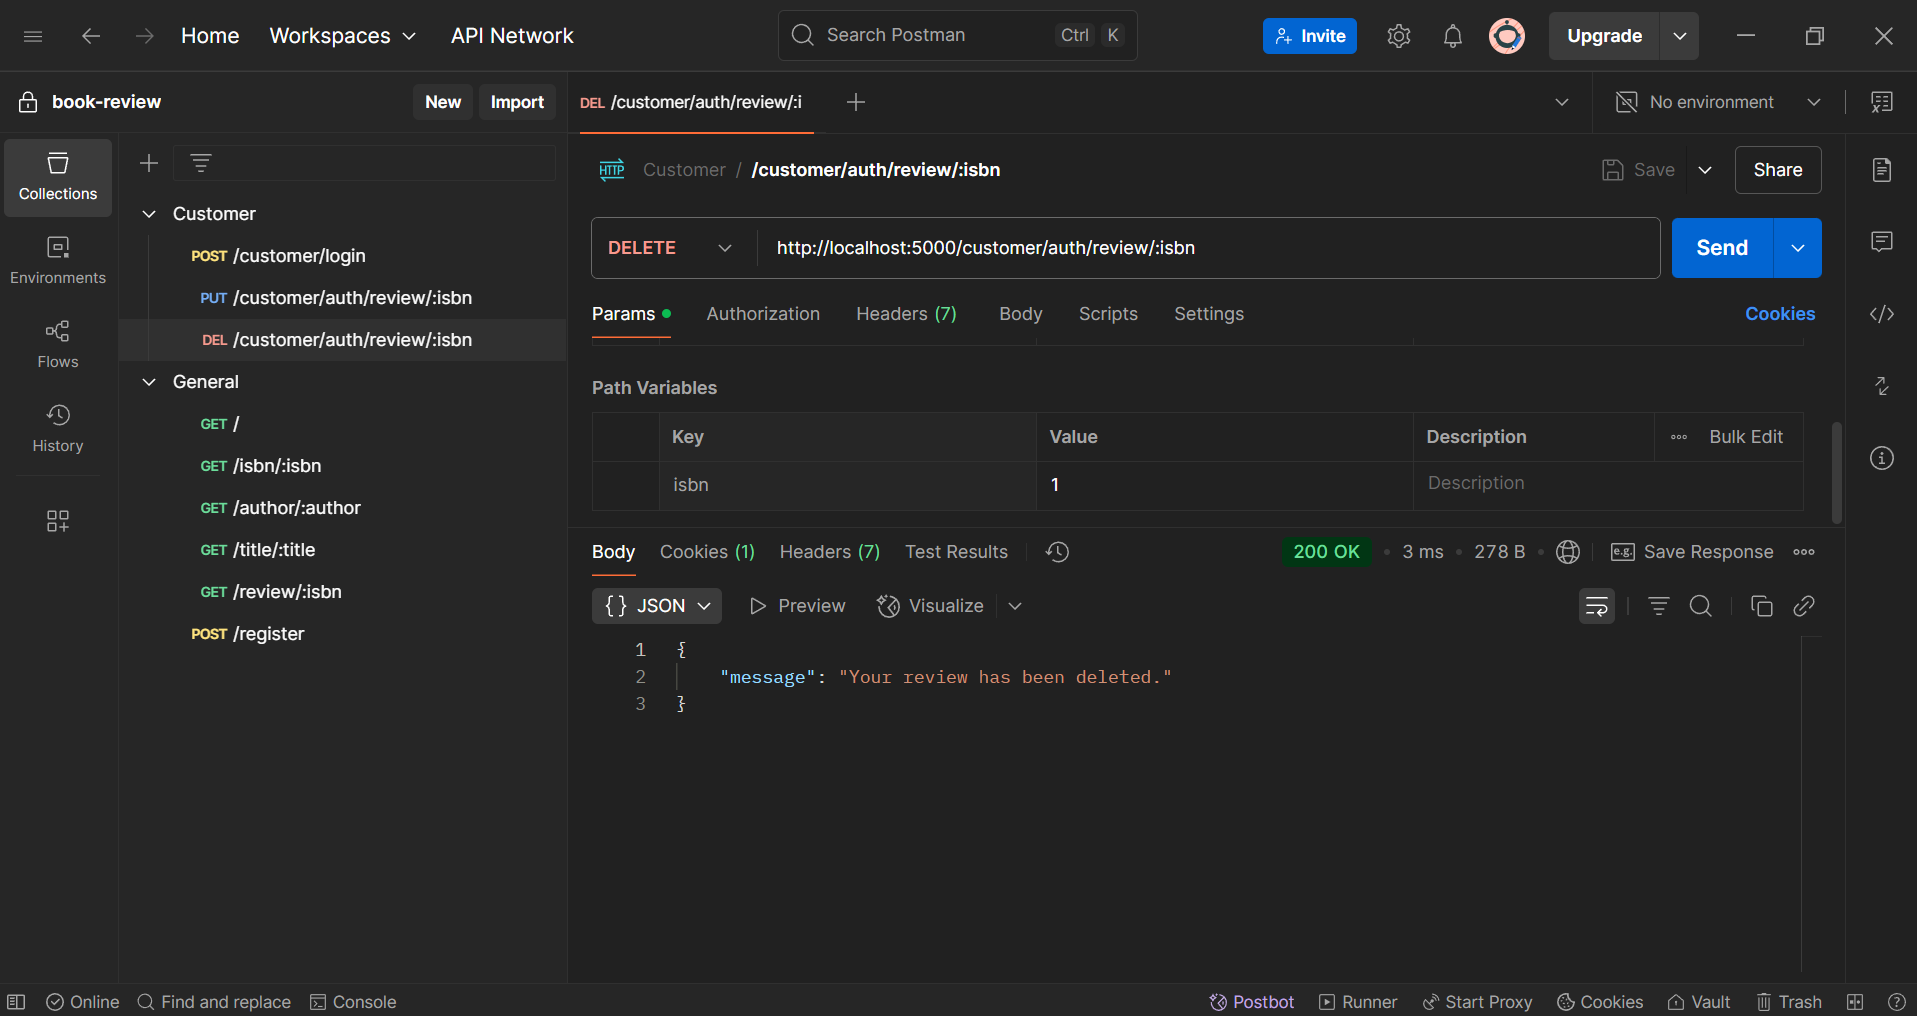 Home Workspaces API Network Search Postman Ctrl K Invite Upgrade
book-review New Import
DEL /customer/auth/review/:i
No environment
Collections
Environments
Flows
History
Customer
POST /customer/login
PUT /customer/auth/review/:isbn
DEL /customer/auth/review/:isbn
General
GET /
GET /isbn/:isbn
GET /author/:author
GET /title/:title
GET /review/:isbn
POST /register
HTTP Customer / /customer/auth/review/:isbn Save Share
DELETE http://localhost:5000/customer/auth/review/:isbn Send
Params Authorization Headers (7) Body Scripts Settings Cookies
Path Variables
Key Value Description Bulk Edit
isbn 1 Description
Body Cookies (1) Headers (7) Test Results 200 OK • 3 ms • 278 B • e.g. Save Response
{} JSON Preview Visualize
1 {
2 "message": "Your review has been deleted."
3 }
Online Find and replace Console Postbot Runner Start Proxy Cookies Vault Trash